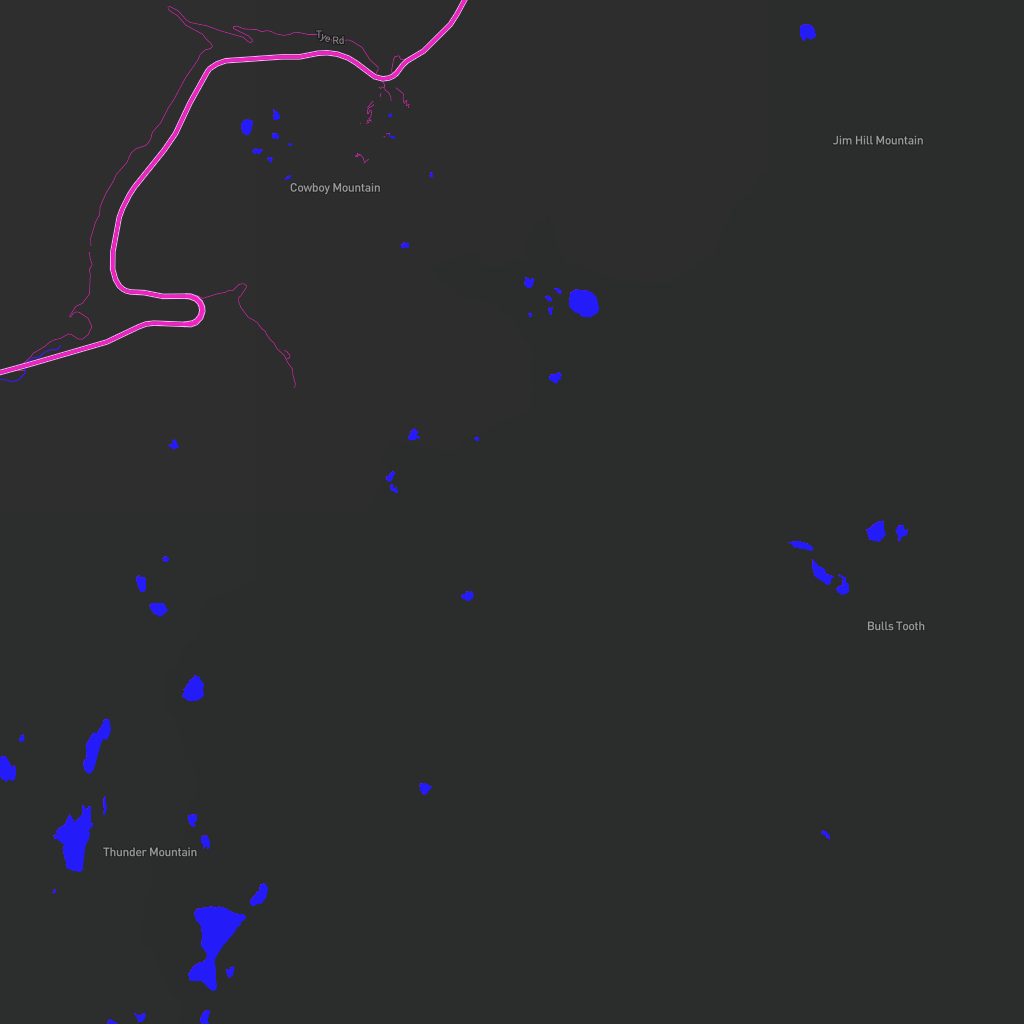 Tye Rd
Jim Hill Mountain
Cowboy Mountain
Bulls Tooth
Thunder Mountain